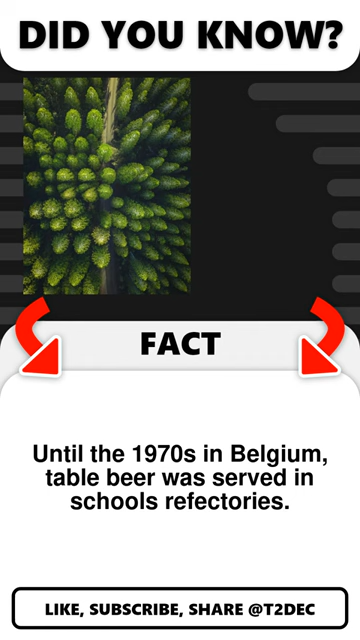 DID YOU KNOW?
FACT
Until the 1970s in Belgium,
table beer was served in
schools refectories.
LIKE, SUBSCRIBE, SHARE @T2DEC